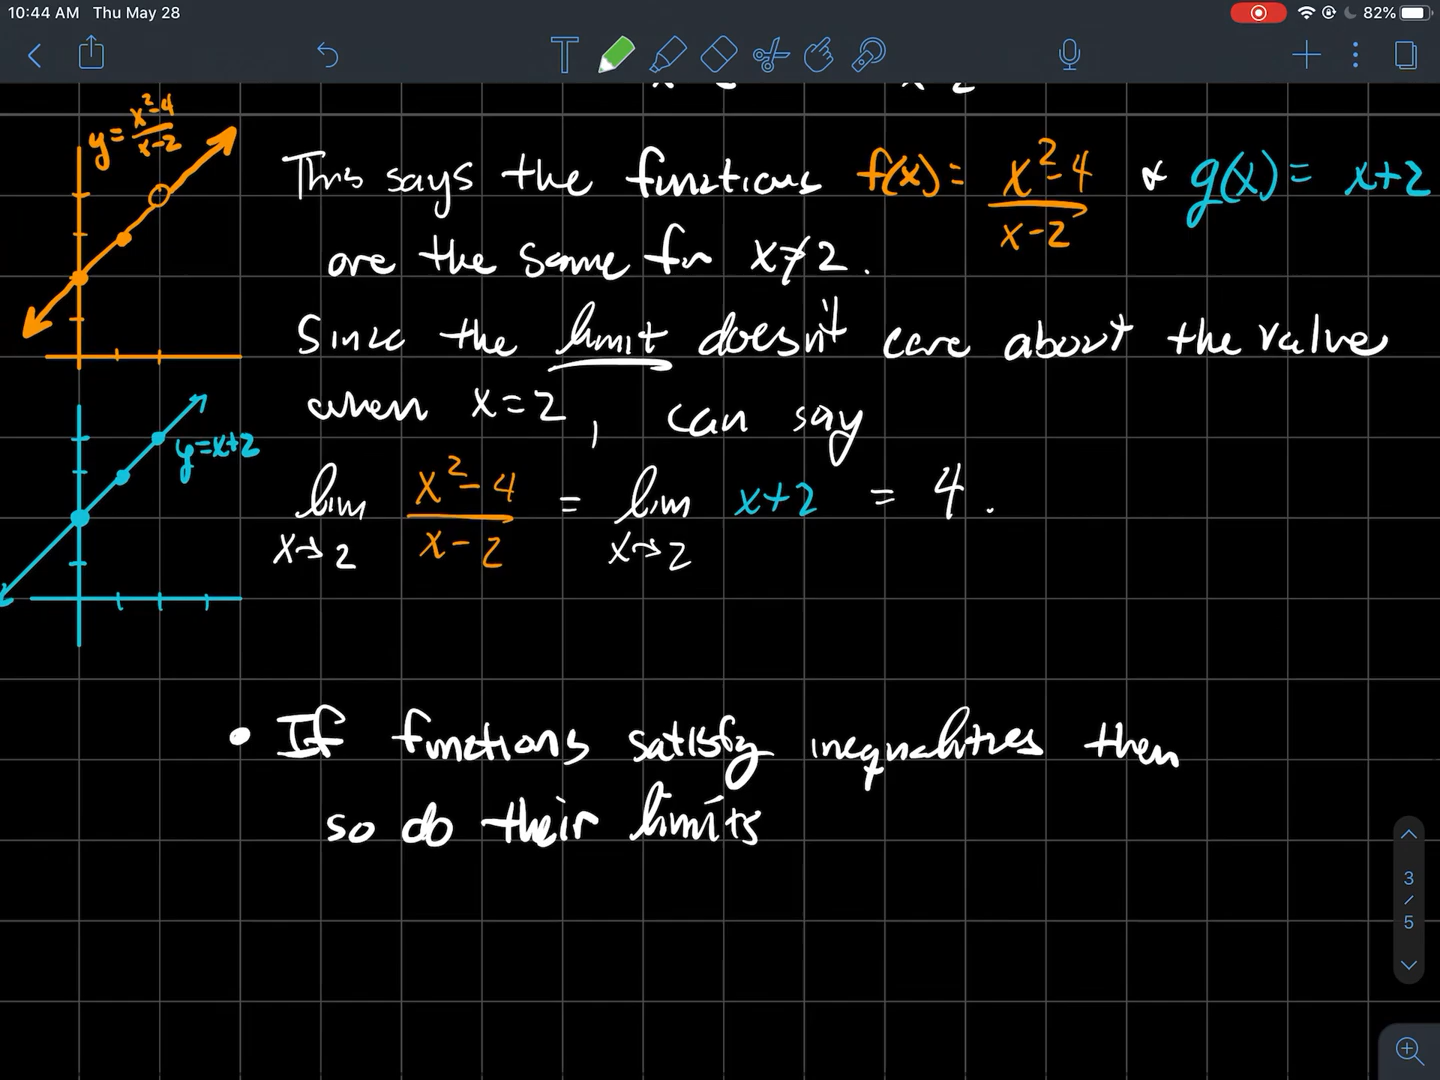 10:44 AM Thu May 28
82%
y = x²-4 / x-2
This says the functions f(x) = x²-4 / x-2 & g(x) = x+2
are the same for x≠2.
Since the limit doesn't care about the value
when x=2, can say
y=x+2
lim x→2 x²-4 / x-2 = lim x→2 x+2 = 4.
• If functions satisfy inequalities then
so do their limits
3
/
5